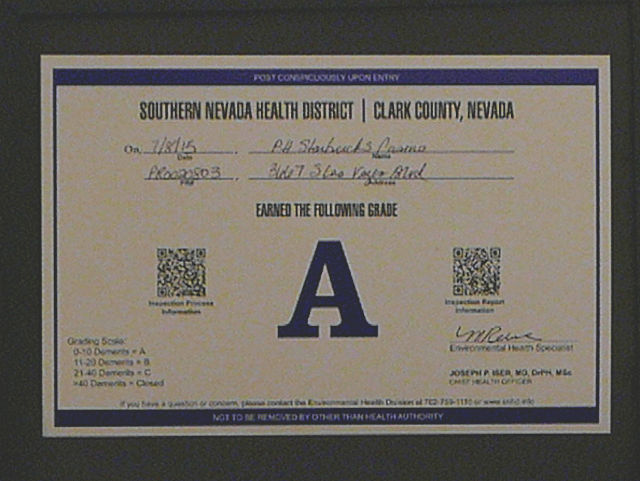 POST CONSPICUOUSLY UPON ENTRY
SOUTHERN NEVADA HEALTH DISTRICT | CLARK COUNTY, NEVADA
On, 7/8/15 PH Starbucks Casino
Date Name
PR0020803 3667 S Las Vegas Blvd
PR# Address
EARNED THE FOLLOWING GRADE
A
Inspection Process
Information
Inspection Report
Information
Grading Scale:
0-10 Demerits = A
11-20 Demerits = B
21-40 Demerits = C
>40 Demerits = Closed
Environmental Health Specialist
JOSEPH P. ISER, MD, DrPH, MSc
CHIEF HEALTH OFFICER
If you have a question or concern, please contact the Environmental Health Division at 702-759-1110 or www.snhd.info
NOT TO BE REMOVED BY OTHER THAN HEALTH AUTHORITY